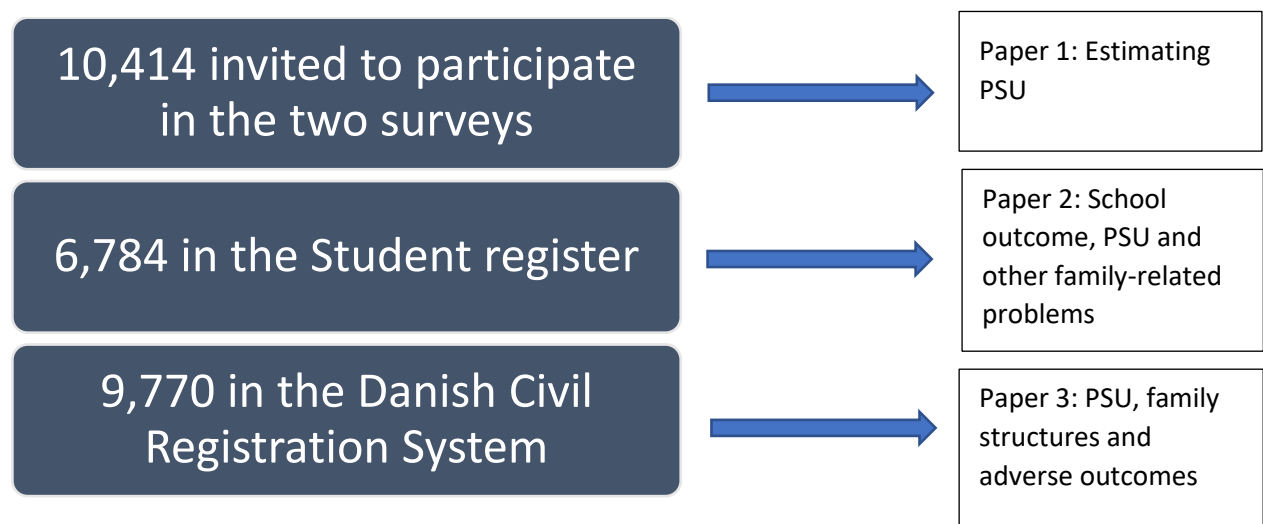 10,414 invited to participate
in the two surveys
Paper 1: Estimating
PSU
6,784 in the Student register
Paper 2: School
outcome, PSU and
other family-related
problems
9,770 in the Danish Civil
Registration System
Paper 3: PSU, family
structures and
adverse outcomes